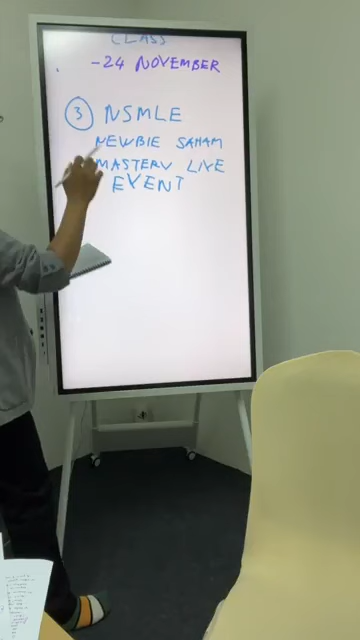 CLASS
-24 NOVEMBER
③ NSMLE
NEWBIE SAHAM
MASTERY LIVE
EVENT